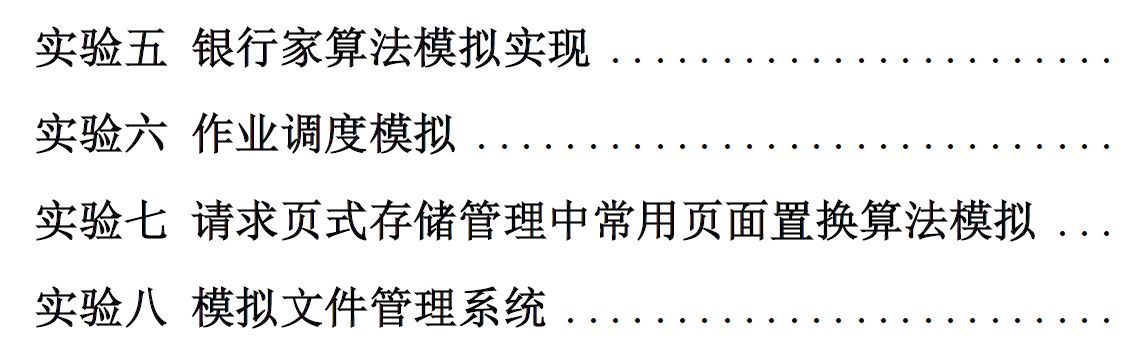 实验五 银行家算法模拟实现 .......................
实验六 作业调度模拟 .............................
实验七 请求页式存储管理中常用页面置换算法模拟 ...
实验八 模拟文件管理系统 .........................